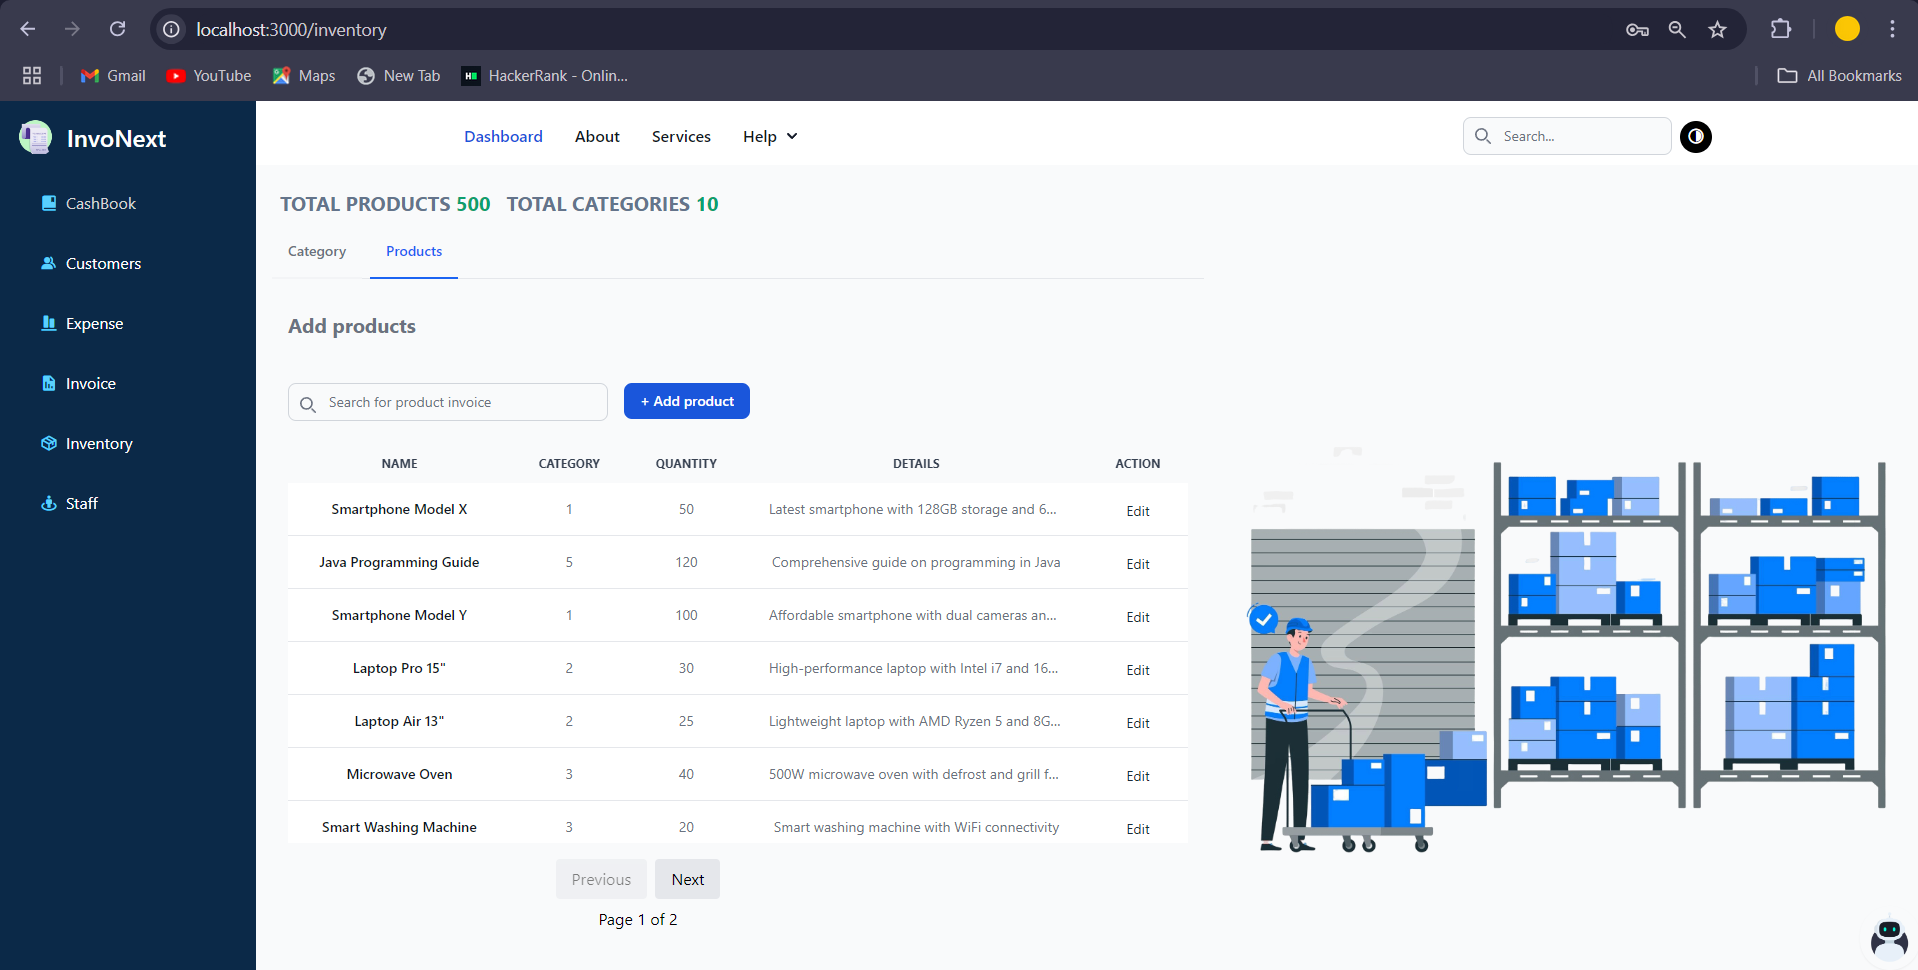 localhost:3000/inventory
Gmail YouTube Maps New Tab HackerRank - Onlin... All Bookmarks
InvoNext
Dashboard About Services Help Search...
CashBook
Customers
Expense
Invoice
Inventory
Staff
TOTAL PRODUCTS 500 TOTAL CATEGORIES 10
Category Products
Add products
Search for product invoice + Add product
NAME CATEGORY QUANTITY DETAILS ACTION
Smartphone Model X 1 50 Latest smartphone with 128GB storage and 6... Edit
Java Programming Guide 5 120 Comprehensive guide on programming in Java Edit
Smartphone Model Y 1 100 Affordable smartphone with dual cameras an... Edit
Laptop Pro 15" 2 30 High-performance laptop with Intel i7 and 16... Edit
Laptop Air 13" 2 25 Lightweight laptop with AMD Ryzen 5 and 8G... Edit
Microwave Oven 3 40 500W microwave oven with defrost and grill f... Edit
Smart Washing Machine 3 20 Smart washing machine with WiFi connectivity Edit
Previous Next
Page 1 of 2